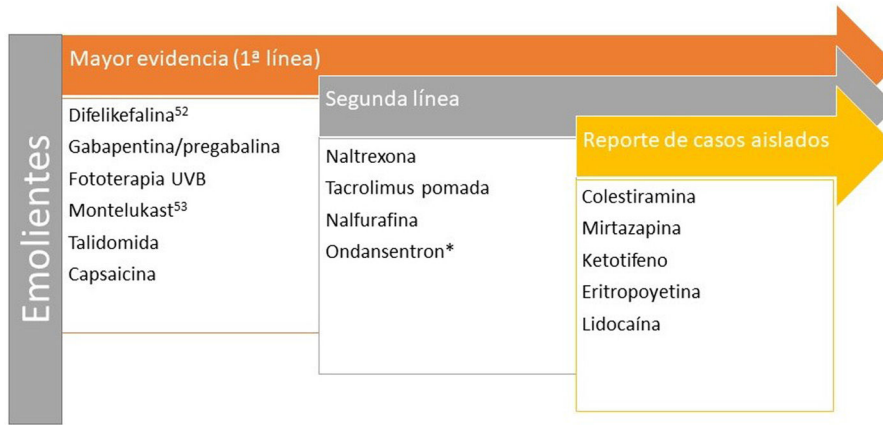 Emolientes
Mayor evidencia (1ª línea)
Difelikefalina⁵²
Gabapentina/pregabalina
Fototerapia UVB
Montelukast⁵³
Talidomida
Capsaicina
Segunda línea
Naltrexona
Tacrolimus pomada
Nalfurafina
Ondansentron*
Reporte de casos aislados
Colestiramina
Mirtazapina
Ketotifeno
Eritropoyetina
Lidocaína